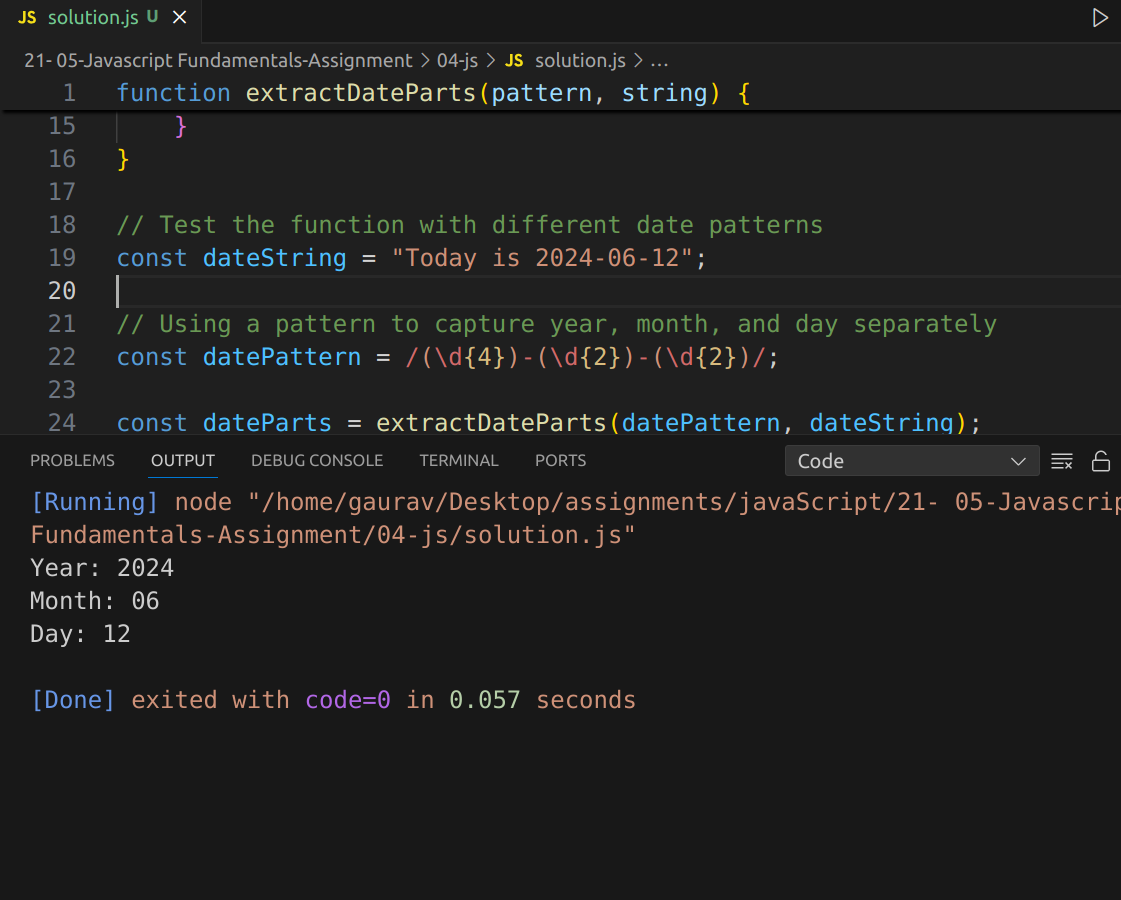 JS solution.js U ×
21- 05-Javascript Fundamentals-Assignment > 04-js > JS solution.js > ...
1 function extractDateParts(pattern, string) {
15 }
16 }
17
18 // Test the function with different date patterns
19 const dateString = "Today is 2024-06-12";
20
21 // Using a pattern to capture year, month, and day separately
22 const datePattern = /(\d{4})-(\d{2})-(\d{2})/;
23
24 const dateParts = extractDateParts(datePattern, dateString);
PROBLEMS OUTPUT DEBUG CONSOLE TERMINAL PORTS Code
[Running] node "/home/gaurav/Desktop/assignments/javaScript/21- 05-Javascrip
Fundamentals-Assignment/04-js/solution.js"
Year: 2024
Month: 06
Day: 12
[Done] exited with code=0 in 0.057 seconds